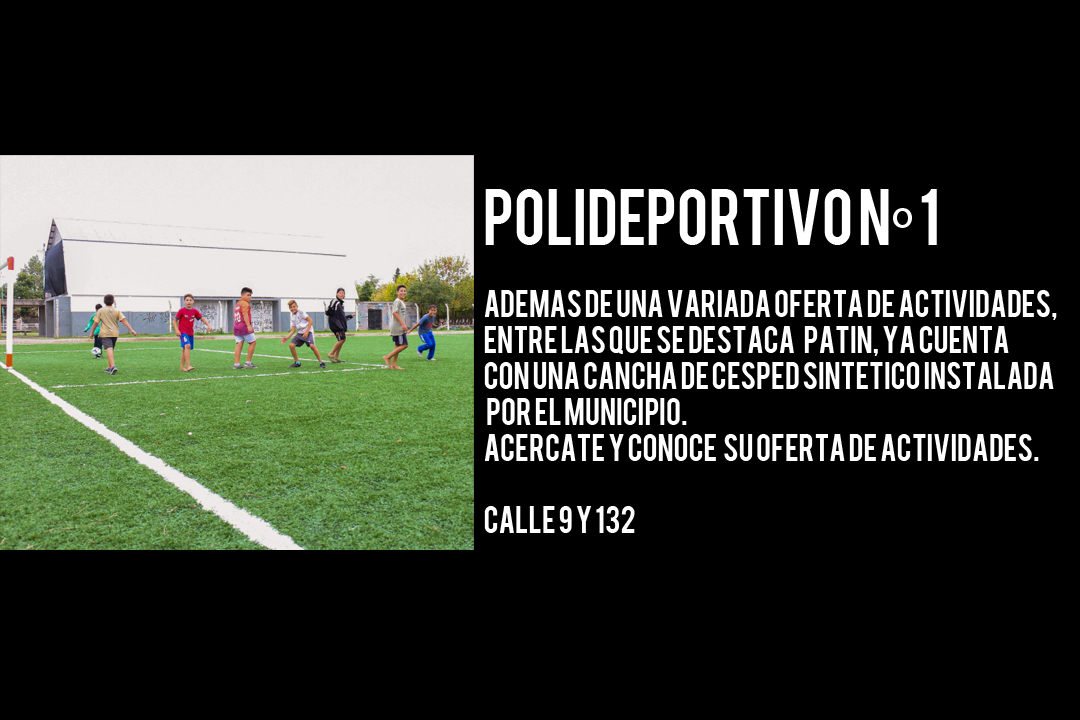 POLIDEPORTIVO Nº 1
ADEMAS DE UNA VARIADA OFERTA DE ACTIVIDADES,
ENTRE LAS QUE SE DESTACA PATIN, YA CUENTA
CON UNA CANCHA DE CESPED SINTETICO INSTALADA
POR EL MUNICIPIO.
ACERCATE Y CONOCE SU OFERTA DE ACTIVIDADES.
CALLE 9 Y 132